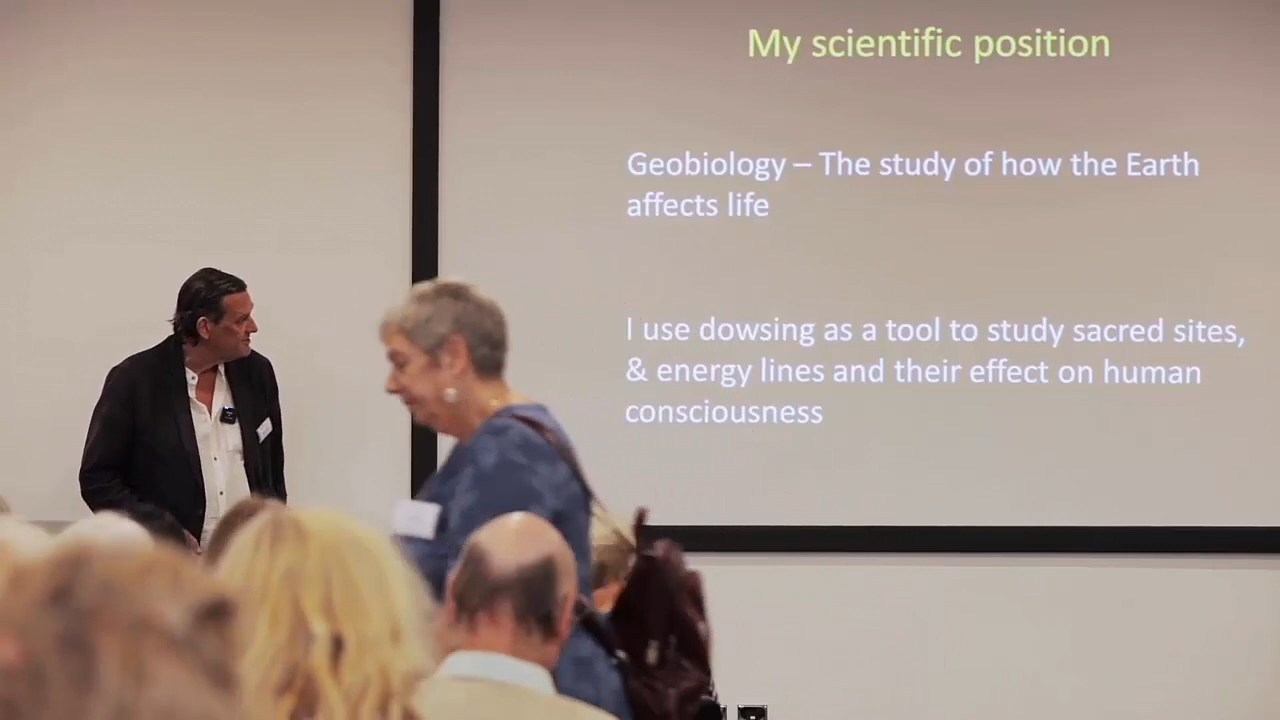 My scientific position
Geobiology – The study of how the Earth
affects life
I use dowsing as a tool to study sacred sites,
& energy lines and their effect on human
consciousness